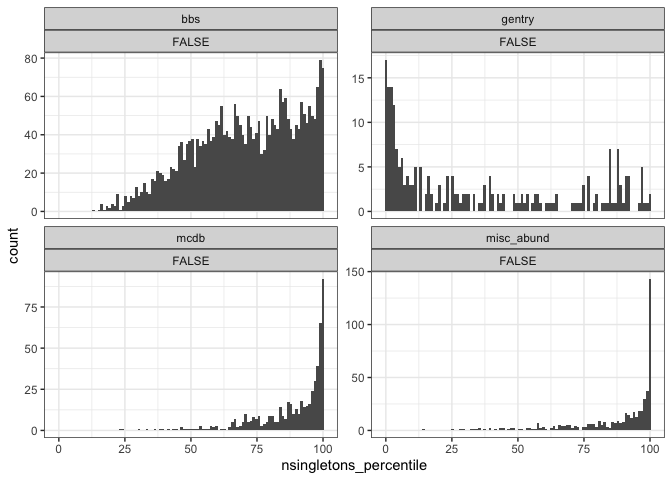 bbs
gentry
FALSE
FALSE
80
60
40
20
0
15
10
5
0
mcdb
misc_abund
FALSE
FALSE
75
50
25
0
150
100
50
0
0 25 50 75 100
0 25 50 75 100
count
nsingletons_percentile